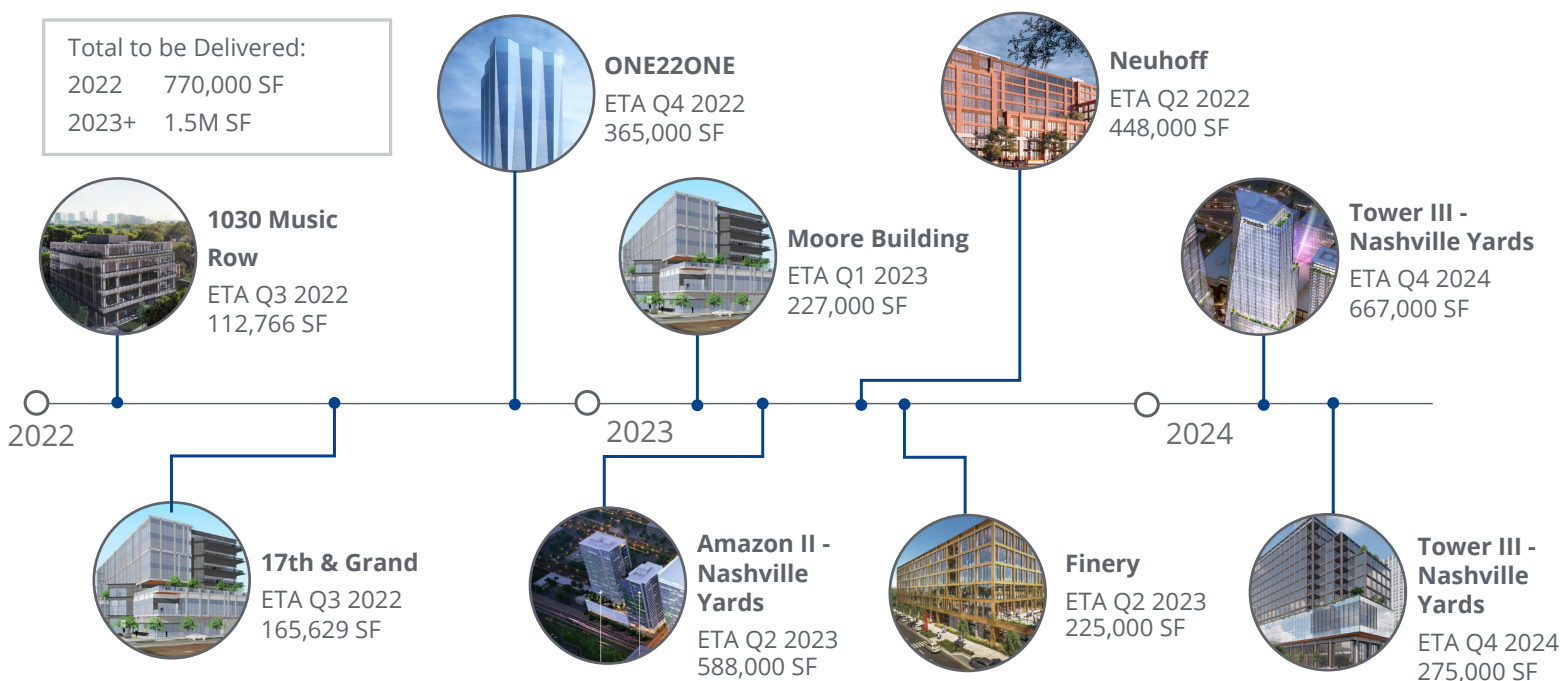 Total to be Delivered:
2022 770,000 SF
2023+ 1.5M SF
ONE22ONE
ETA Q4 2022
365,000 SF
Neuhoff
ETA Q2 2022
448,000 SF
1030 Music
Row
ETA Q3 2022
112,766 SF
Moore Building
ETA Q1 2023
227,000 SF
Tower III -
Nashville Yards
ETA Q4 2024
667,000 SF
2022
2023
2024
17th & Grand
ETA Q3 2022
165,629 SF
Amazon II -
Nashville
Yards
ETA Q2 2023
588,000 SF
Finery
ETA Q2 2023
225,000 SF
Tower III -
Nashville
Yards
ETA Q4 2024
275,000 SF